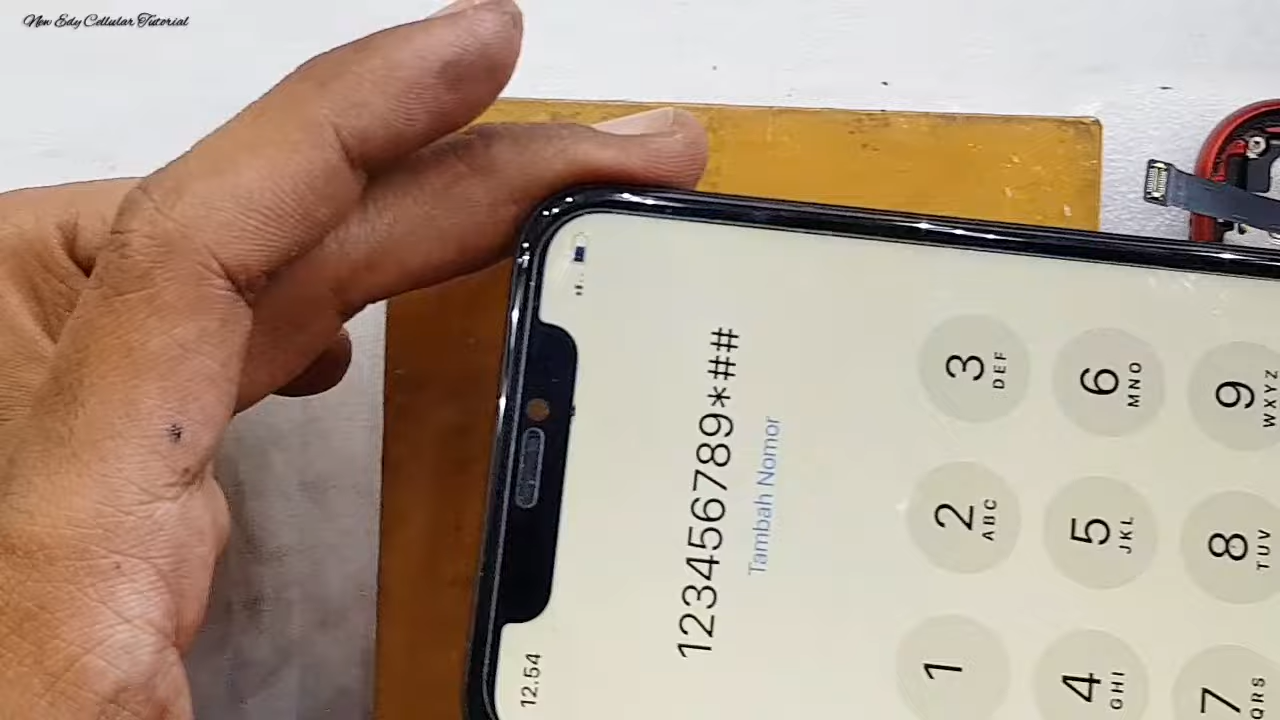 New Edy Cellular Tutorial
12.54
123456789*##
Tambah Nomor
1
2
ABC
3
DEF
4
GHI
5
JKL
6
MNO
7
QRS
8
TUV
9
WXYZ